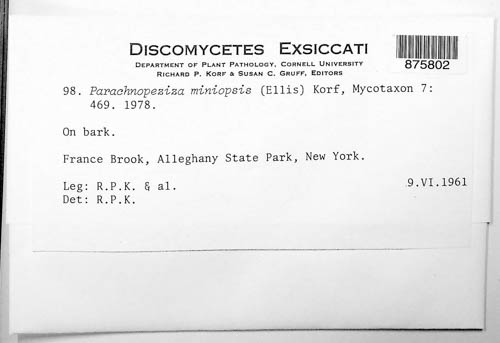 DISCOMYCETES EXSICCATI
DEPARTMENT OF PLANT PATHOLOGY, CORNELL UNIVERSITY
RICHARD P. KORF & SUSAN C. GRUFF, EDITORS
875802
98. Parachnopeziza miniopsis (Ellis) Korf, Mycotaxon 7:
469. 1978.
On bark.
France Brook, Alleghany State Park, New York.
Leg: R.P.K. & al. 9.VI.1961
Det: R.P.K.